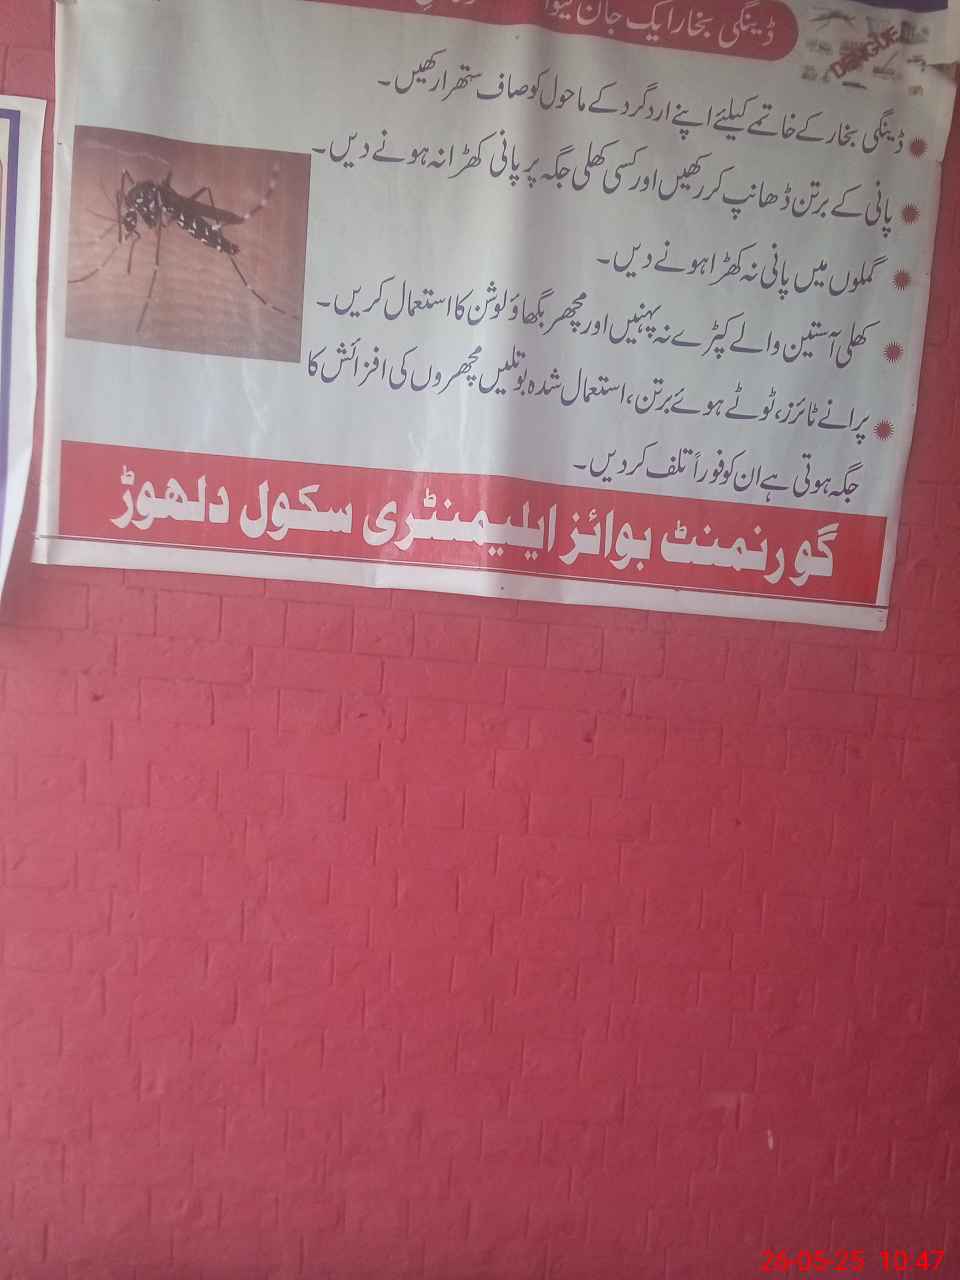 ڈینگی بخار ایک جان لیوا
DENGUE
ڈینگی بخار کے خاتمے کیلئے اپنے اردگرد کے ماحول کو صاف ستھرا رکھیں۔
پانی کے برتن ڈھانپ کر رکھیں اور کسی کھلی جگہ پر پانی کھڑا نہ ہونے دیں۔
گملوں میں پانی نہ کھڑا ہونے دیں۔
کھلی آستین والے کپڑے نہ پہنیں اور مچھر بگھاؤ لوشن کا استعمال کریں۔
پرانے ٹائرز، ٹوٹے ہوئے برتن، استعمال شدہ بوتلیں مچھروں کی افزائش کا
جگہ ہوتی ہے ان کو فوراً تلف کر دیں۔
گورنمنٹ بوائز ایلیمنٹری سکول دلھوڑ
26-05-25 10:47